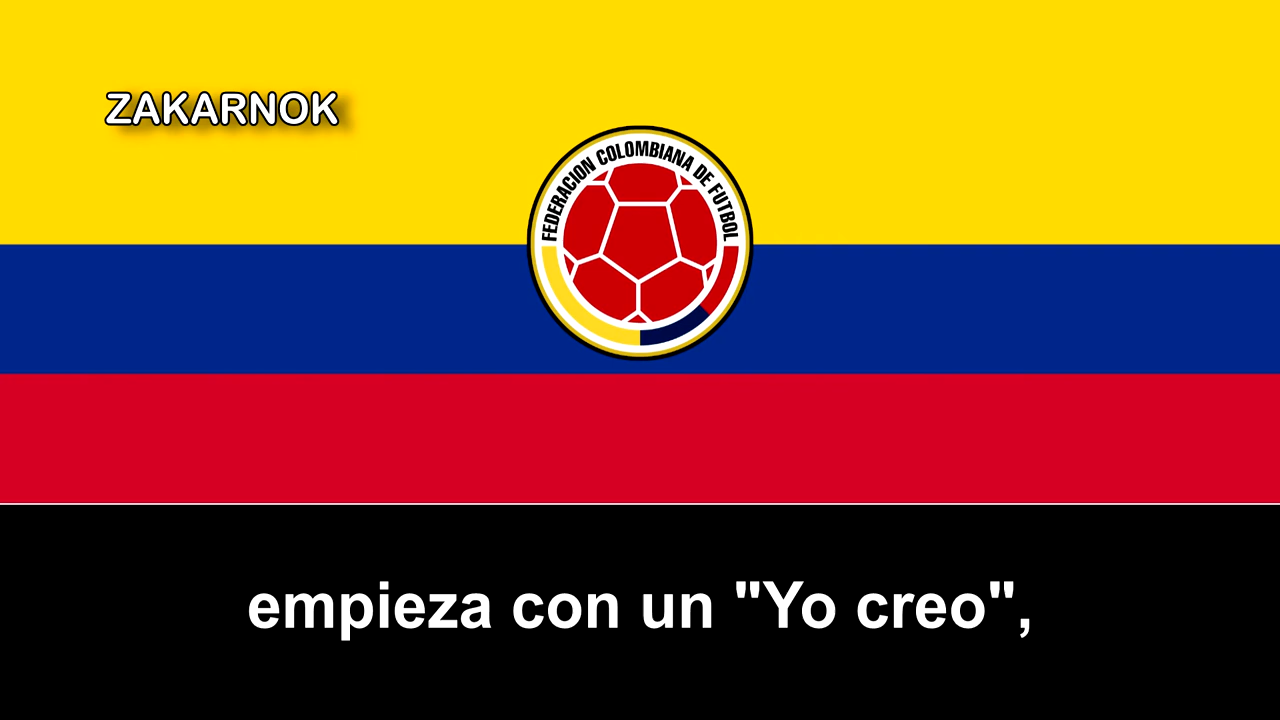 ZAKARNOK
FEDERACION COLOMBIANA DE FUTBOL
empieza con un "Yo creo",